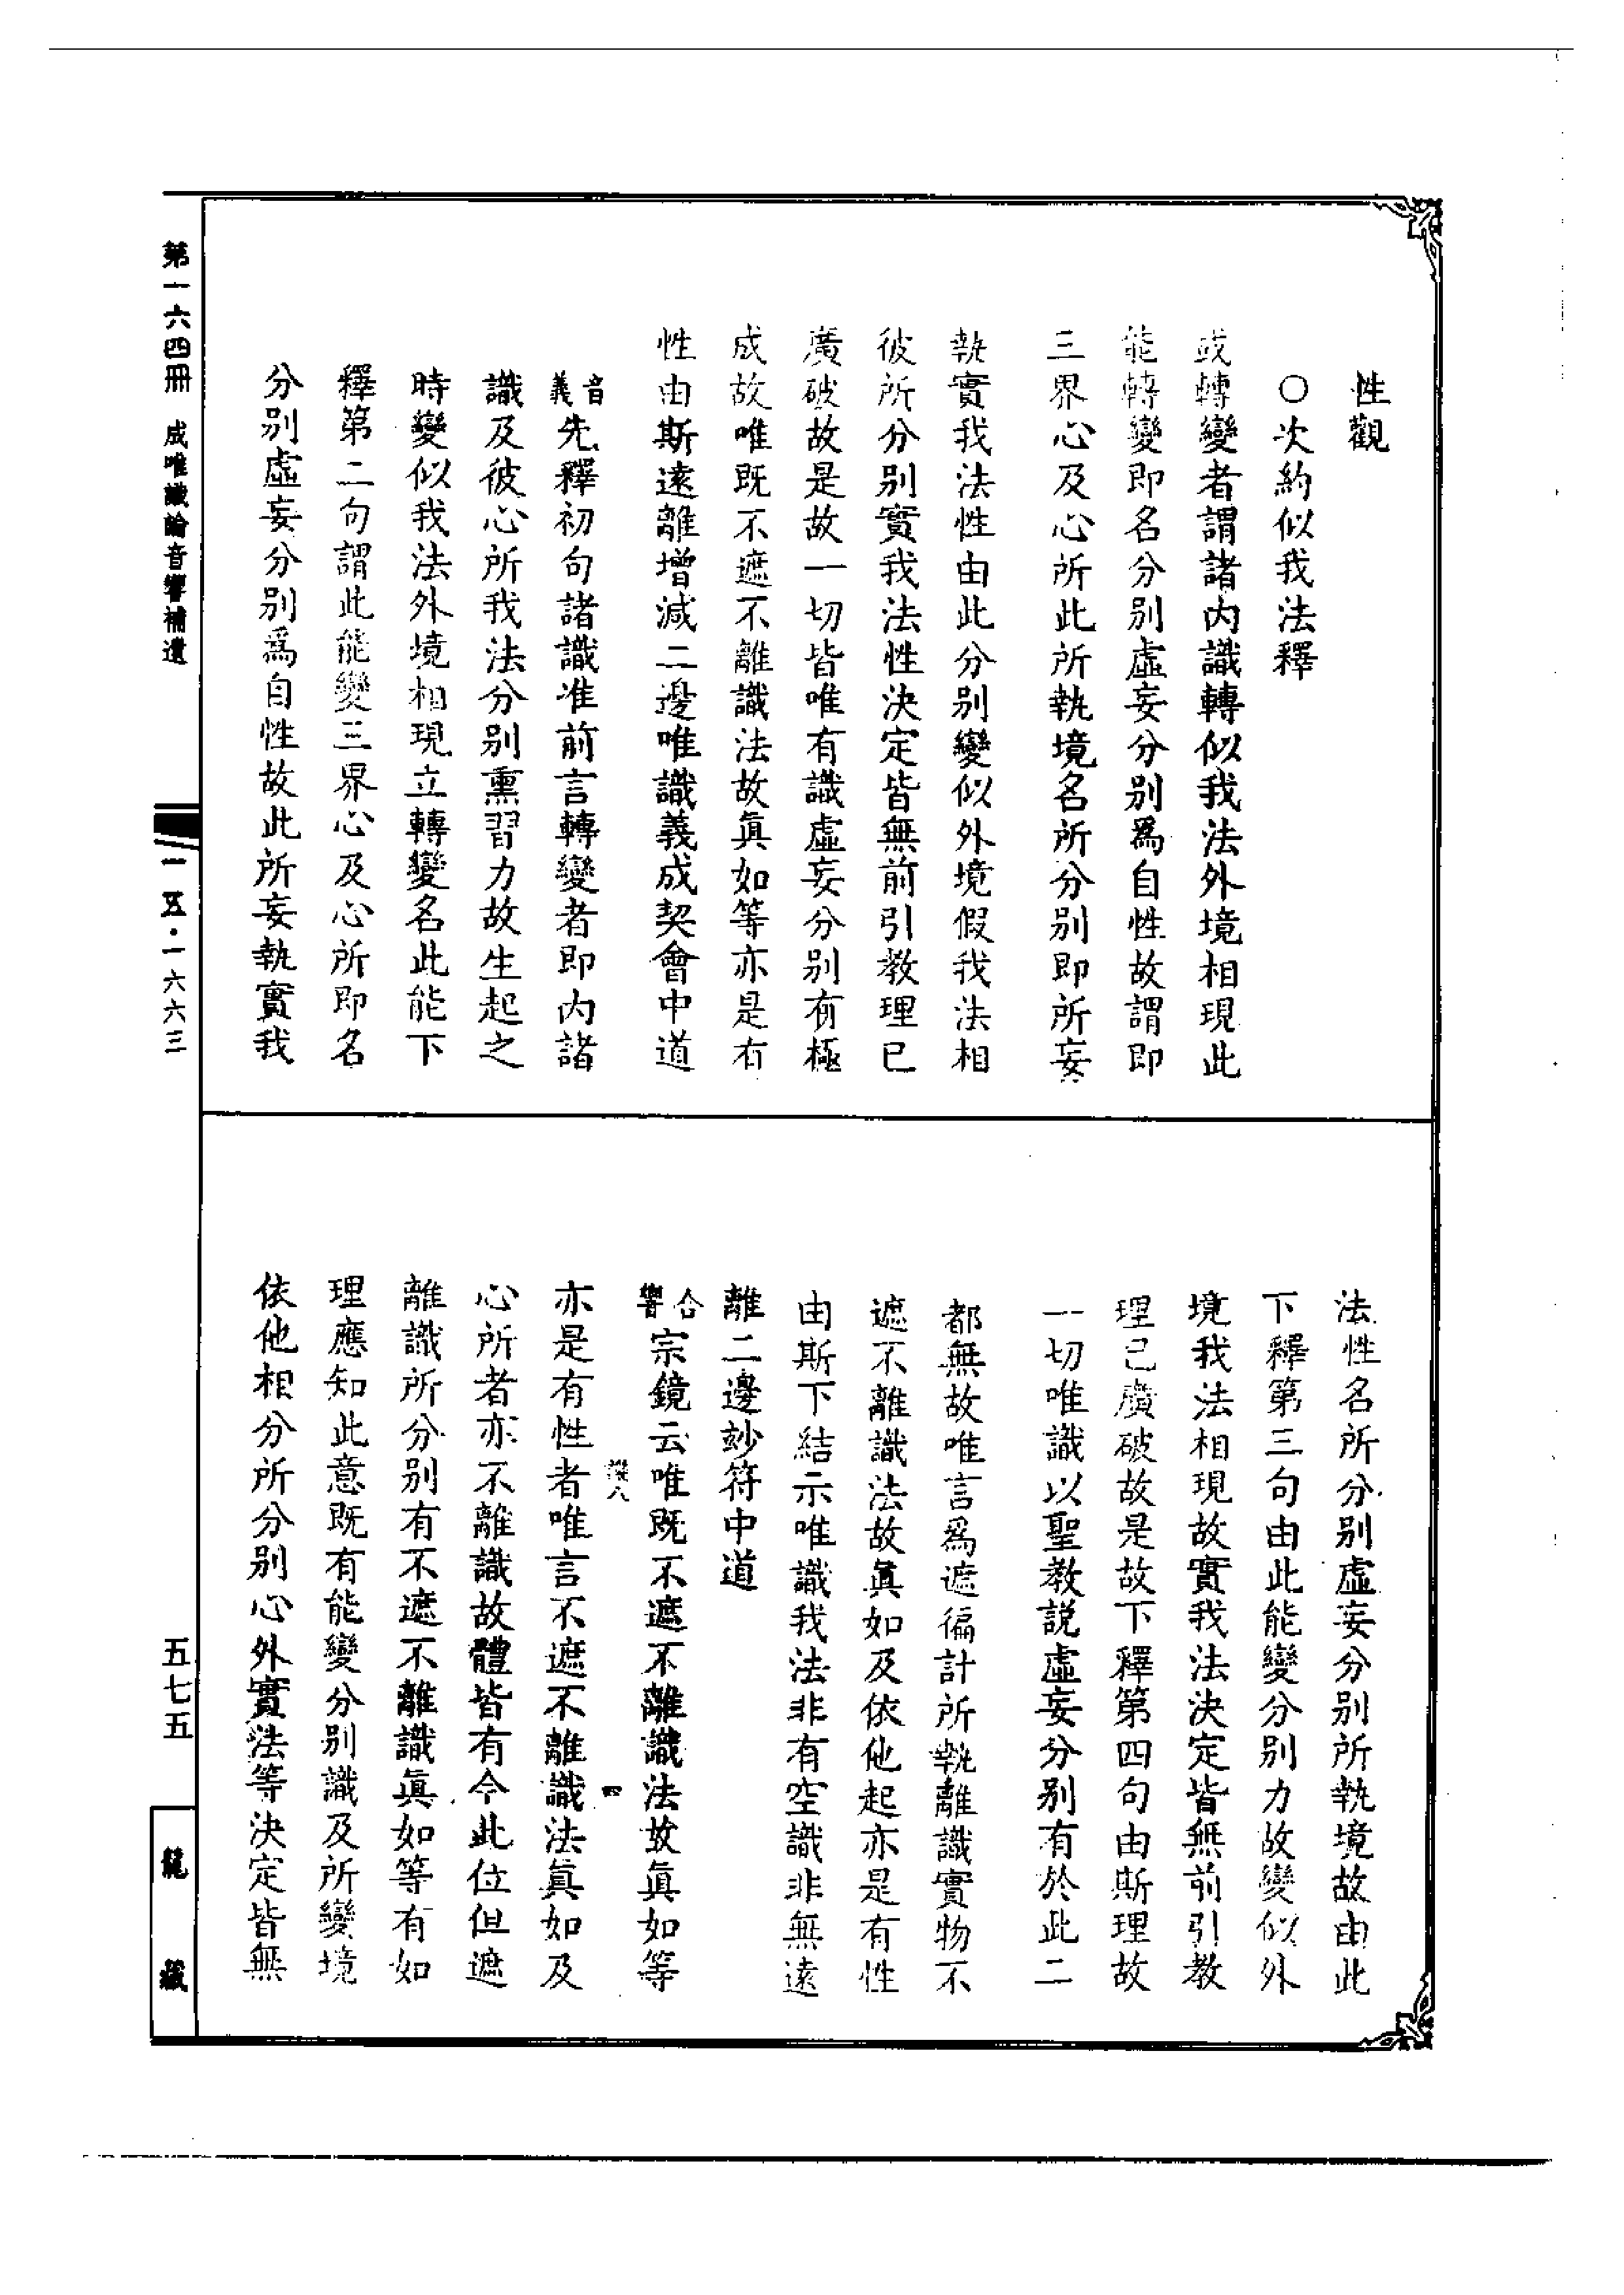 性觀
○次約似我法釋
或轉變者謂諸內識轉似我法外境相現此
能轉變即名分別虛妄分別爲自性故謂即
三界心及心所此所執境名所分別即所妄
執實我法性由此分別變似外境假我法相
彼所分別實我法性決定皆無前引教理已
廣破故是故一切皆唯有識虛妄分別有極
成故唯既不遮不離識法故眞如等亦是有
性由斯遠離增減二邊唯識義成契會中道
音義先釋初句諸識准前言轉變者即內諸
識及彼心所我法分別熏習力故生起之
時變似我法外境相現立轉變名此能下
釋第二句謂此能變三界心及心所即名
分別虛妄分別爲自性故此所妄執實我
法性名所分別虛妄分別所執境故由此
下釋第三句由此能變分別力故變似外
境我法相現故實我法決定皆無前引教
理已廣破故是故下釋第四句由斯理故
一切唯識以聖教說虛妄分別有於此二
都無故唯言爲遮徧計所執離識實物不
遮不離識法故眞如及依他起亦是有性
由斯下結示唯識我法非有空識非無遠
離二邊玅符中道
合響宗鏡云唯既不遮不離識法故眞如等
亦是有性者唯言不遮不離識法眞如及
心所者亦不離識故體皆有今此位但遮
離識所分別有不遮不離識眞如等有如
理應知此意既有能變分別識及所變境
依他相分所分別心外實法等決定皆無
第一六四冊 成唯識論音響補遺
一五·一六六三
五七五
龍藏